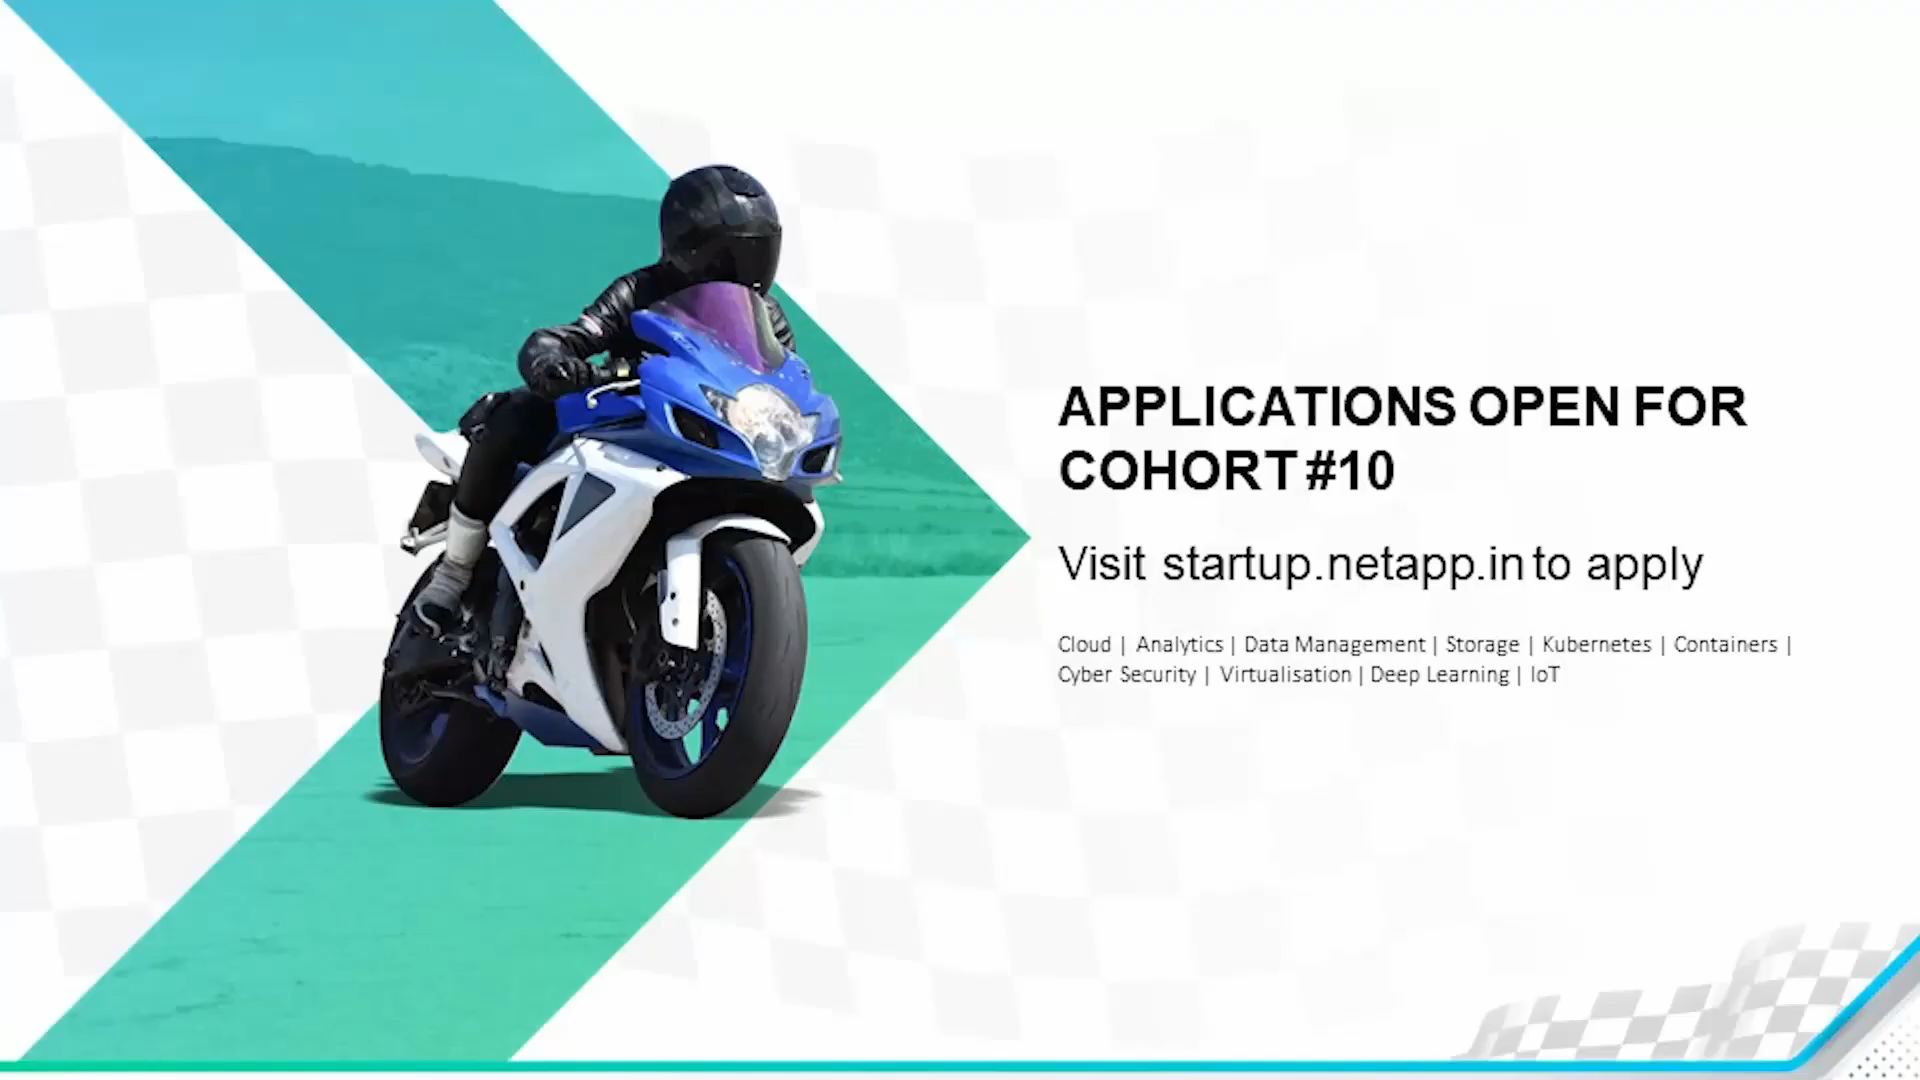 APPLICATIONS OPEN FOR
COHORT #10
Visit startup.netapp.in to apply
Cloud | Analytics | Data Management | Storage | Kubernetes | Containers |
Cyber Security | Virtualisation | Deep Learning | IoT